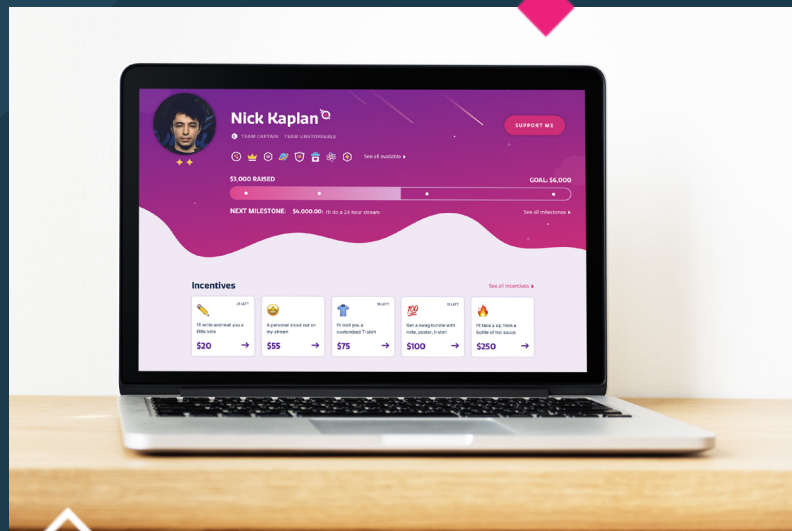 Nick Kaplan
TEAM CAPTAIN TEAM UNSTOPPABLE
SUPPORT ME
See all available
$3,000 RAISED
GOAL: $6,000
NEXT MILESTONE: $4,000.00: I'll do a 24 hour stream
See all milestones
Incentives
See all incentives
I'll write and mail you a little note
$20
A personal shout out on my stream
$55
I'll mail you a customized T-shirt
$75
Get a swag bundle with note, poster, t-shirt
$100
I'll take a sip from a bottle of hot sauce
$250